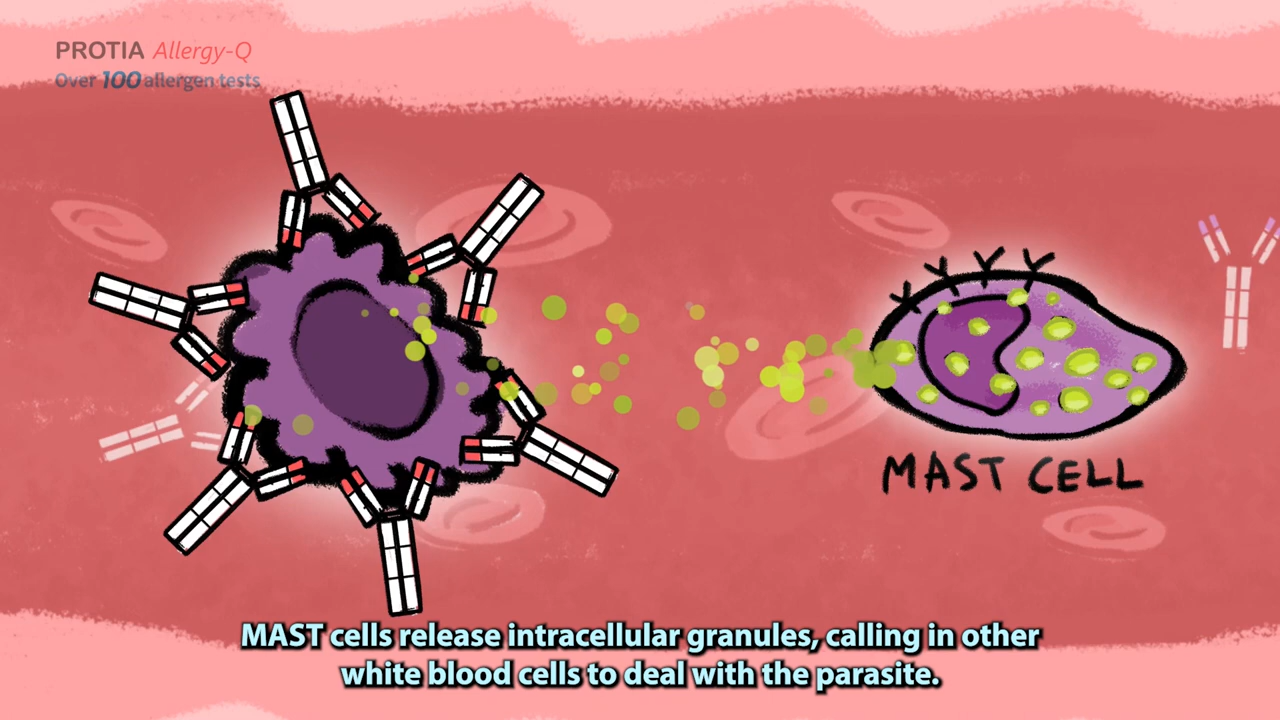 PROTIA Allergy-Q
Over 100 allergen tests
MAST CELL
MAST cells release intracellular granules, calling in other
white blood cells to deal with the parasite.